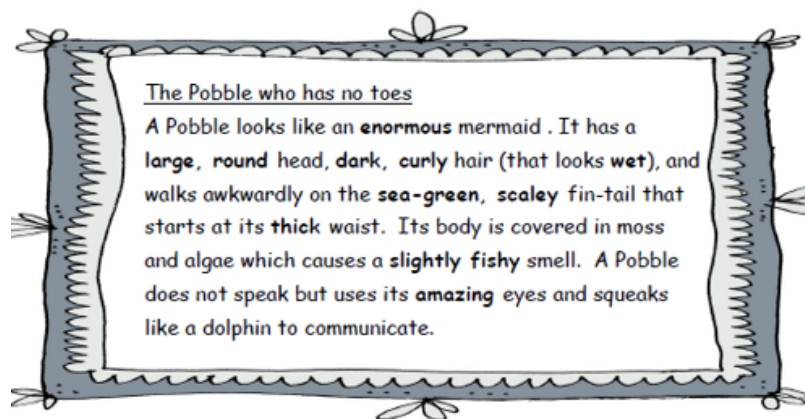 The Pobble who has no toes
A Pobble looks like an enormous mermaid . It has a
large, round head, dark, curly hair (that looks wet), and
walks awkwardly on the sea-green, scaley fin-tail that
starts at its thick waist. Its body is covered in moss
and algae which causes a slightly fishy smell. A Pobble
does not speak but uses its amazing eyes and squeaks
like a dolphin to communicate.